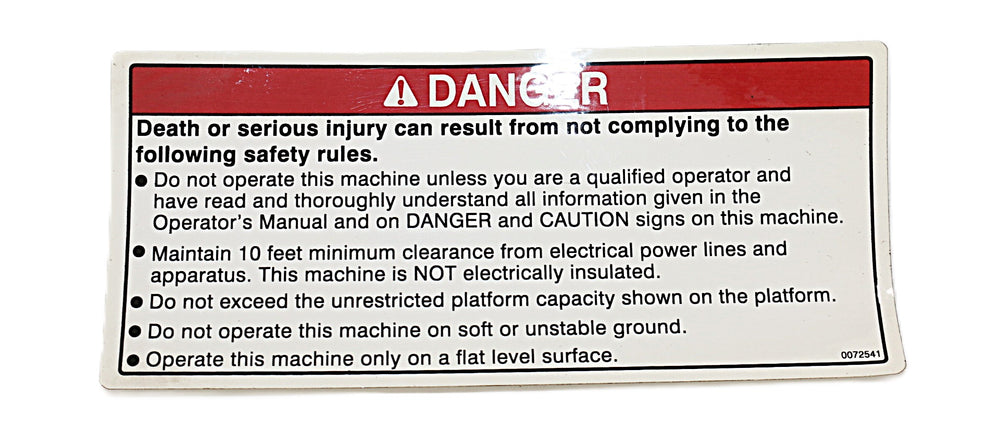 DANGER
Death or serious injury can result from not complying to the
following safety rules.
● Do not operate this machine unless you are a qualified operator and
have read and thoroughly understand all information given in the
Operator's Manual and on DANGER and CAUTION signs on this machine.
● Maintain 10 feet minimum clearance from electrical power lines and
apparatus. This machine is NOT electrically insulated.
● Do not exceed the unrestricted platform capacity shown on the platform.
● Do not operate this machine on soft or unstable ground.
● Operate this machine only on a flat level surface.
0072541